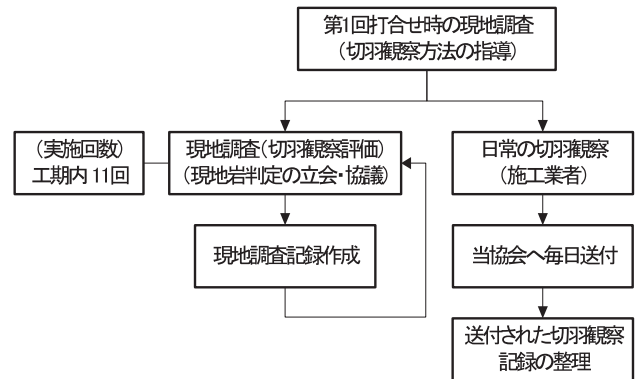 第1回打合せ時の現地調査
(切羽観察方法の指導)
(実施回数)
工期内 11回
現地調査(切羽観察評価)
(現地岩判定の立会・協議)
日常の切羽観察
(施工業者)
現地調査記録作成
当協会へ毎日送付
送付された切羽観察
記録の整理